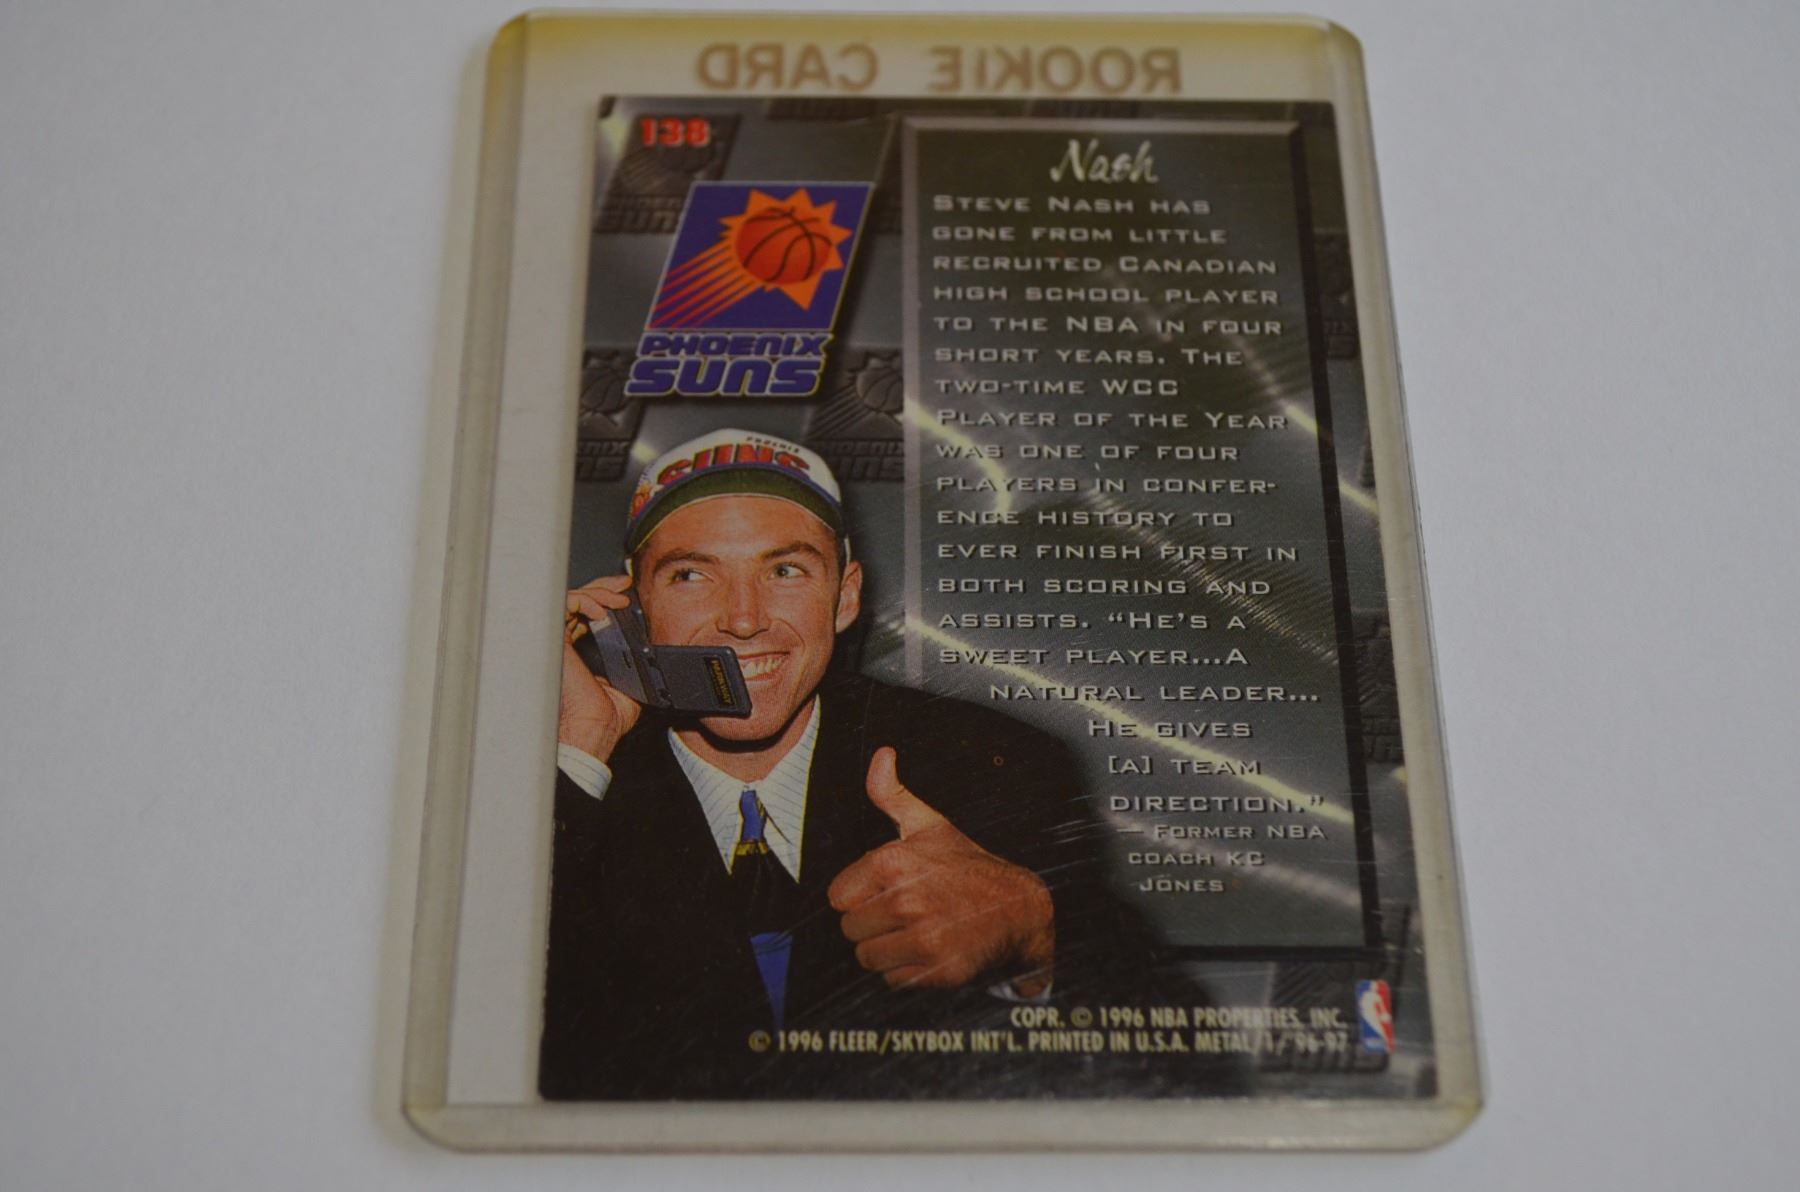 ROOKIE CARD
138
PHOENIX
SUNS
PHOENIX
SUNS
Nash
STEVE NASH HAS
GONE FROM LITTLE
RECRUITED CANADIAN
HIGH SCHOOL PLAYER
TO THE NBA IN FOUR
SHORT YEARS. THE
TWO-TIME WCC
PLAYER OF THE YEAR
WAS ONE OF FOUR
PLAYERS IN CONFER-
ENCE HISTORY TO
EVER FINISH FIRST IN
BOTH SCORING AND
ASSISTS. “HE’S A
SWEET PLAYER...A
NATURAL LEADER...
HE GIVES
[A] TEAM
DIRECTION.”
— FORMER NBA
COACH KC
JONES
COPR. © 1996 NBA PROPERTIES, INC.
© 1996 FLEER/SKYBOX INT'L. PRINTED IN U.S.A. METAL/1/'96-97